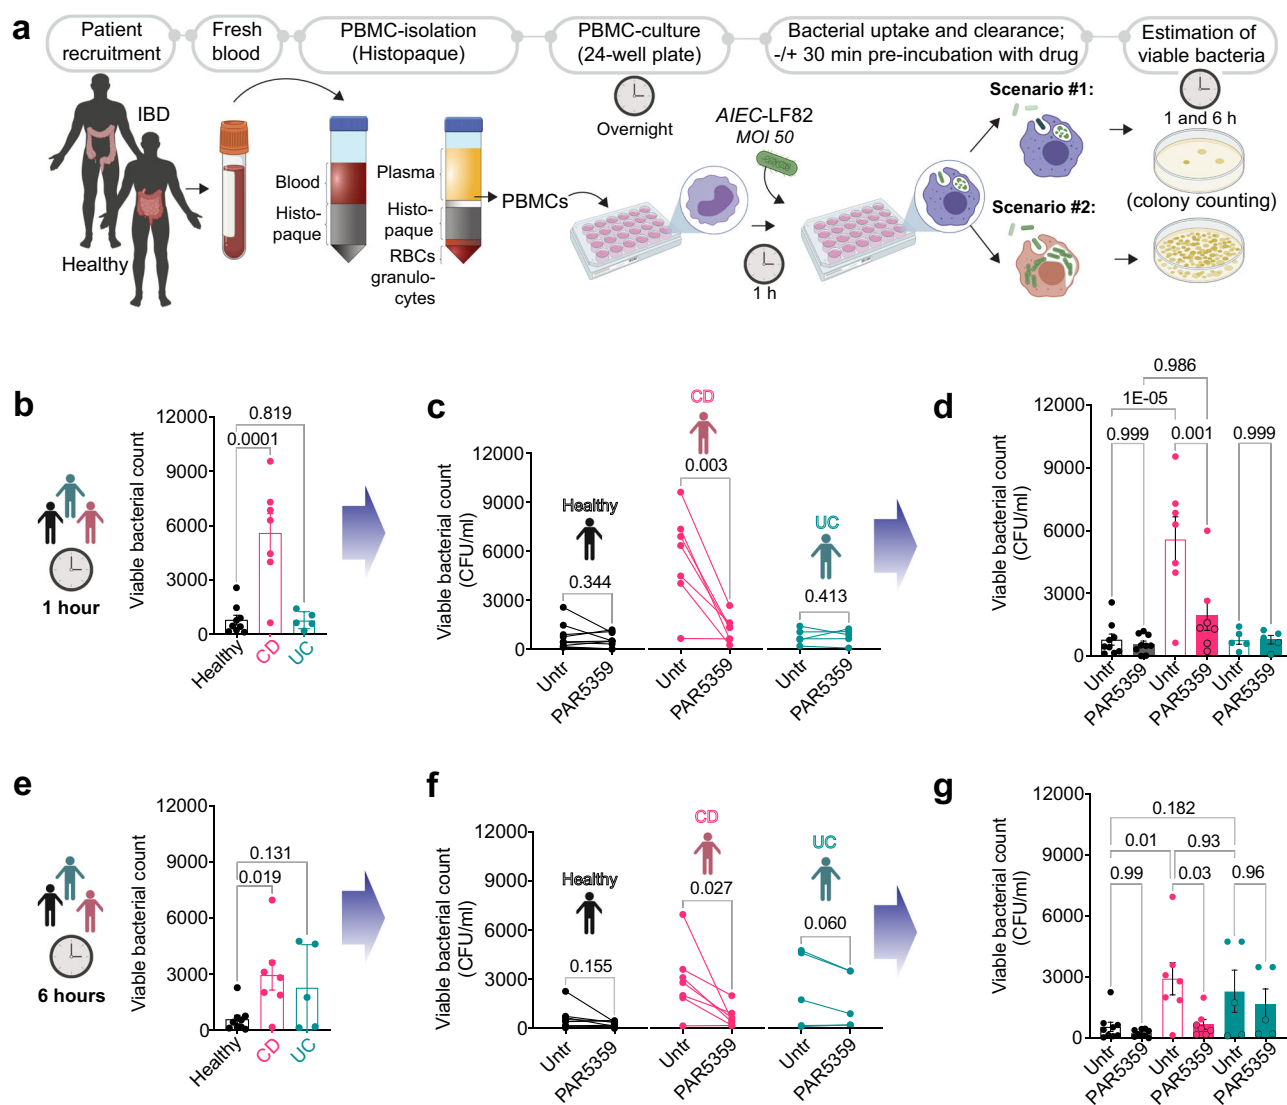 a
Patient
recruitment
Fresh
blood
PBMC-isolation
(Histopaque)
PBMC-culture
(24-well plate)
Bacterial uptake and clearance;
-/+ 30 min pre-incubation with drug
Estimation of
viable bacteria
IBD
Healthy
Blood
Histo-
paque
Plasma
Histo-
paque
RBCs
granulo-
cytes
PBMCs
Overnight
AIEC-LF82
MOI 50
1 h
Scenario #1:
Scenario #2:
1 and 6 h
(colony counting)
b
1 hour
Viable bacterial count
12000
9000
6000
3000
0
0.819
0.0001
Healthy
CD
UC
c
Viable bacterial count
(CFU/ml)
12000
9000
6000
3000
0
Healthy
0.344
CD
0.003
UC
0.413
Untr
PAR5359
Untr
PAR5359
Untr
PAR5359
d
Viable bacterial count
(CFU/ml)
12000
9000
6000
3000
0
0.986
1E-05
0.999
0.001
0.999
Untr
PAR5359
Untr
PAR5359
Untr
PAR5359
e
6 hours
Viable bacterial count
12000
9000
6000
3000
0
0.131
0.019
Healthy
CD
UC
f
Viable bacterial count
(CFU/ml)
12000
9000
6000
3000
0
Healthy
0.155
CD
0.027
UC
0.060
Untr
PAR5359
Untr
PAR5359
Untr
PAR5359
g
Viable bacterial count
(CFU/ml)
12000
9000
6000
3000
0
0.182
0.01
0.93
0.99
0.03
0.96
Untr
PAR5359
Untr
PAR5359
Untr
PAR5359